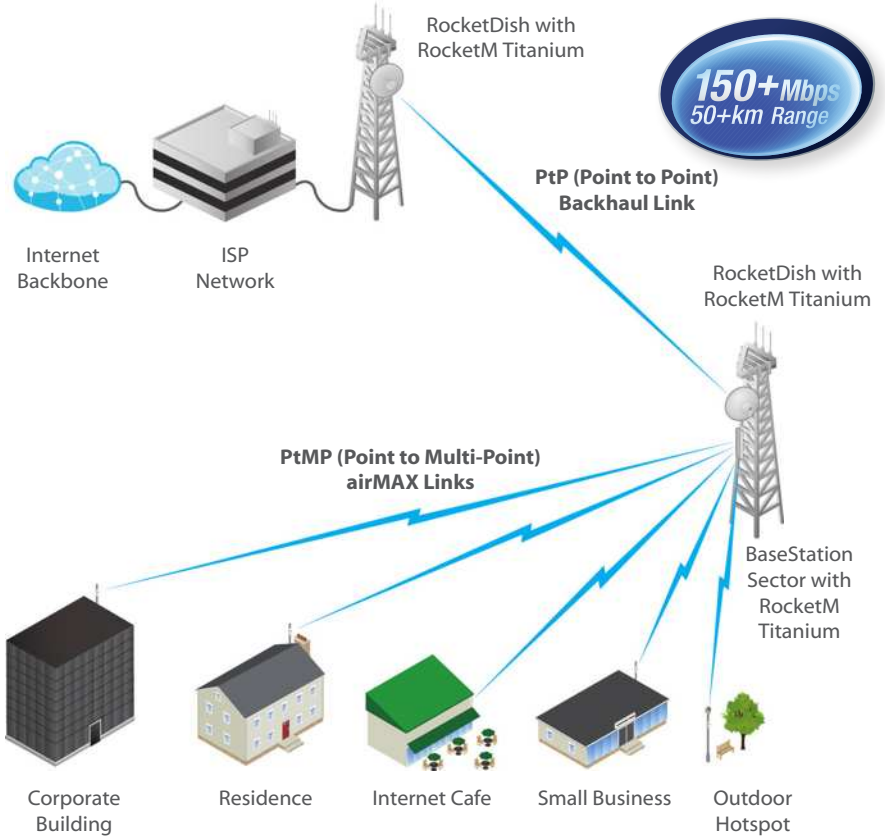 RocketDish with
RocketM Titanium
150+Mbps
50+km Range
PtP (Point to Point)
Backhaul Link
Internet
Backbone
ISP
Network
RocketDish with
RocketM Titanium
PtMP (Point to Multi-Point)
airMAX Links
BaseStation
Sector with
RocketM
Titanium
Corporate
Building
Residence
Internet Cafe
Small Business
Outdoor
Hotspot